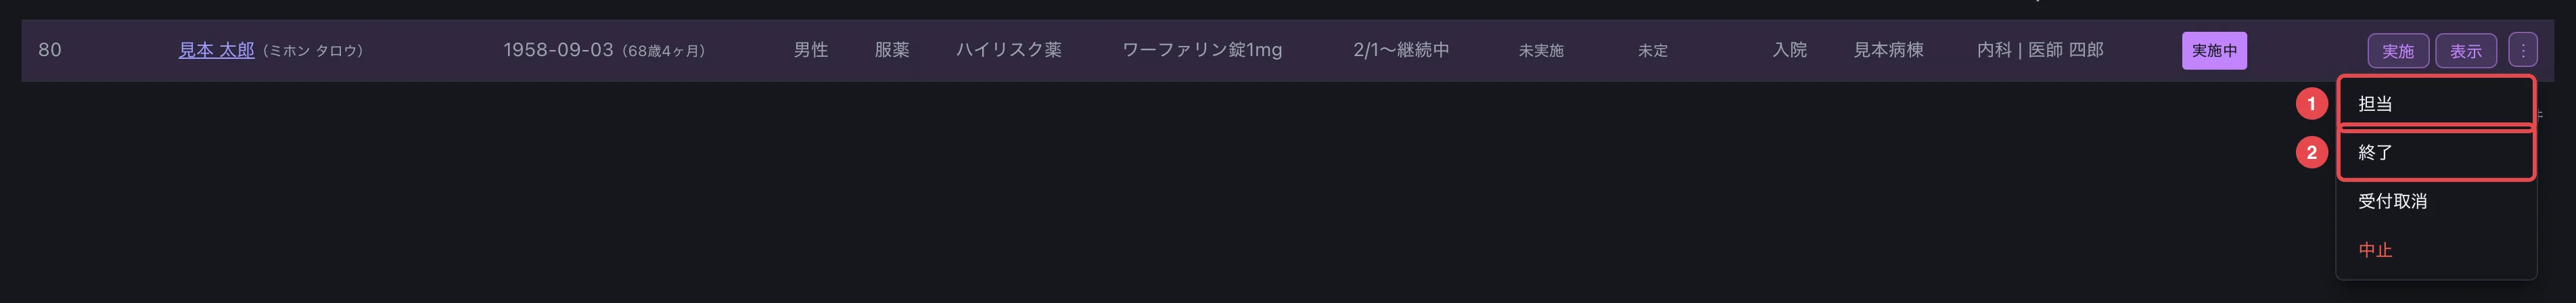 80 見本 太郎（ミホン タロウ） 1958-09-03（68歳4ヶ月） 男性 服薬 ハイリスク薬 ワーファリン錠1mg 2/1〜継続中 未実施 未定 入院 見本病棟 内科 | 医師 四郎 実施中 実施 表示 ⋮
1 担当
2 終了
受付取消
中止